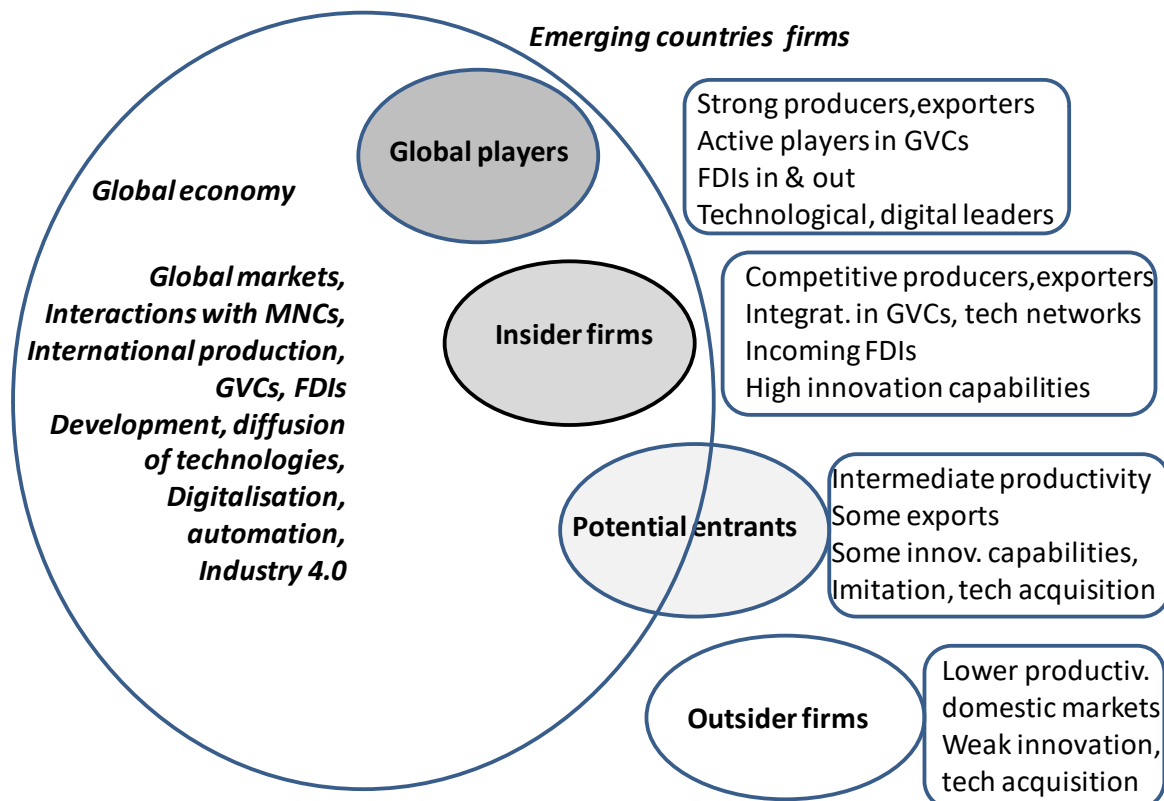 Emerging countries firms
Global players
Strong producers,exporters
Active players in GVCs
FDIs in & out
Technological, digital leaders
Global economy
Global markets,
Interactions with MNCs,
International production,
GVCs, FDIs
Development, diffusion
of technologies,
Digitalisation,
automation,
Industry 4.0
Insider firms
Competitive producers,exporters
Integrat. in GVCs, tech networks
Incoming FDIs
High innovation capabilities
Potential entrants
Intermediate productivity
Some exports
Some innov. capabilities,
Imitation, tech acquisition
Outsider firms
Lower productiv.
domestic markets
Weak innovation,
tech acquisition